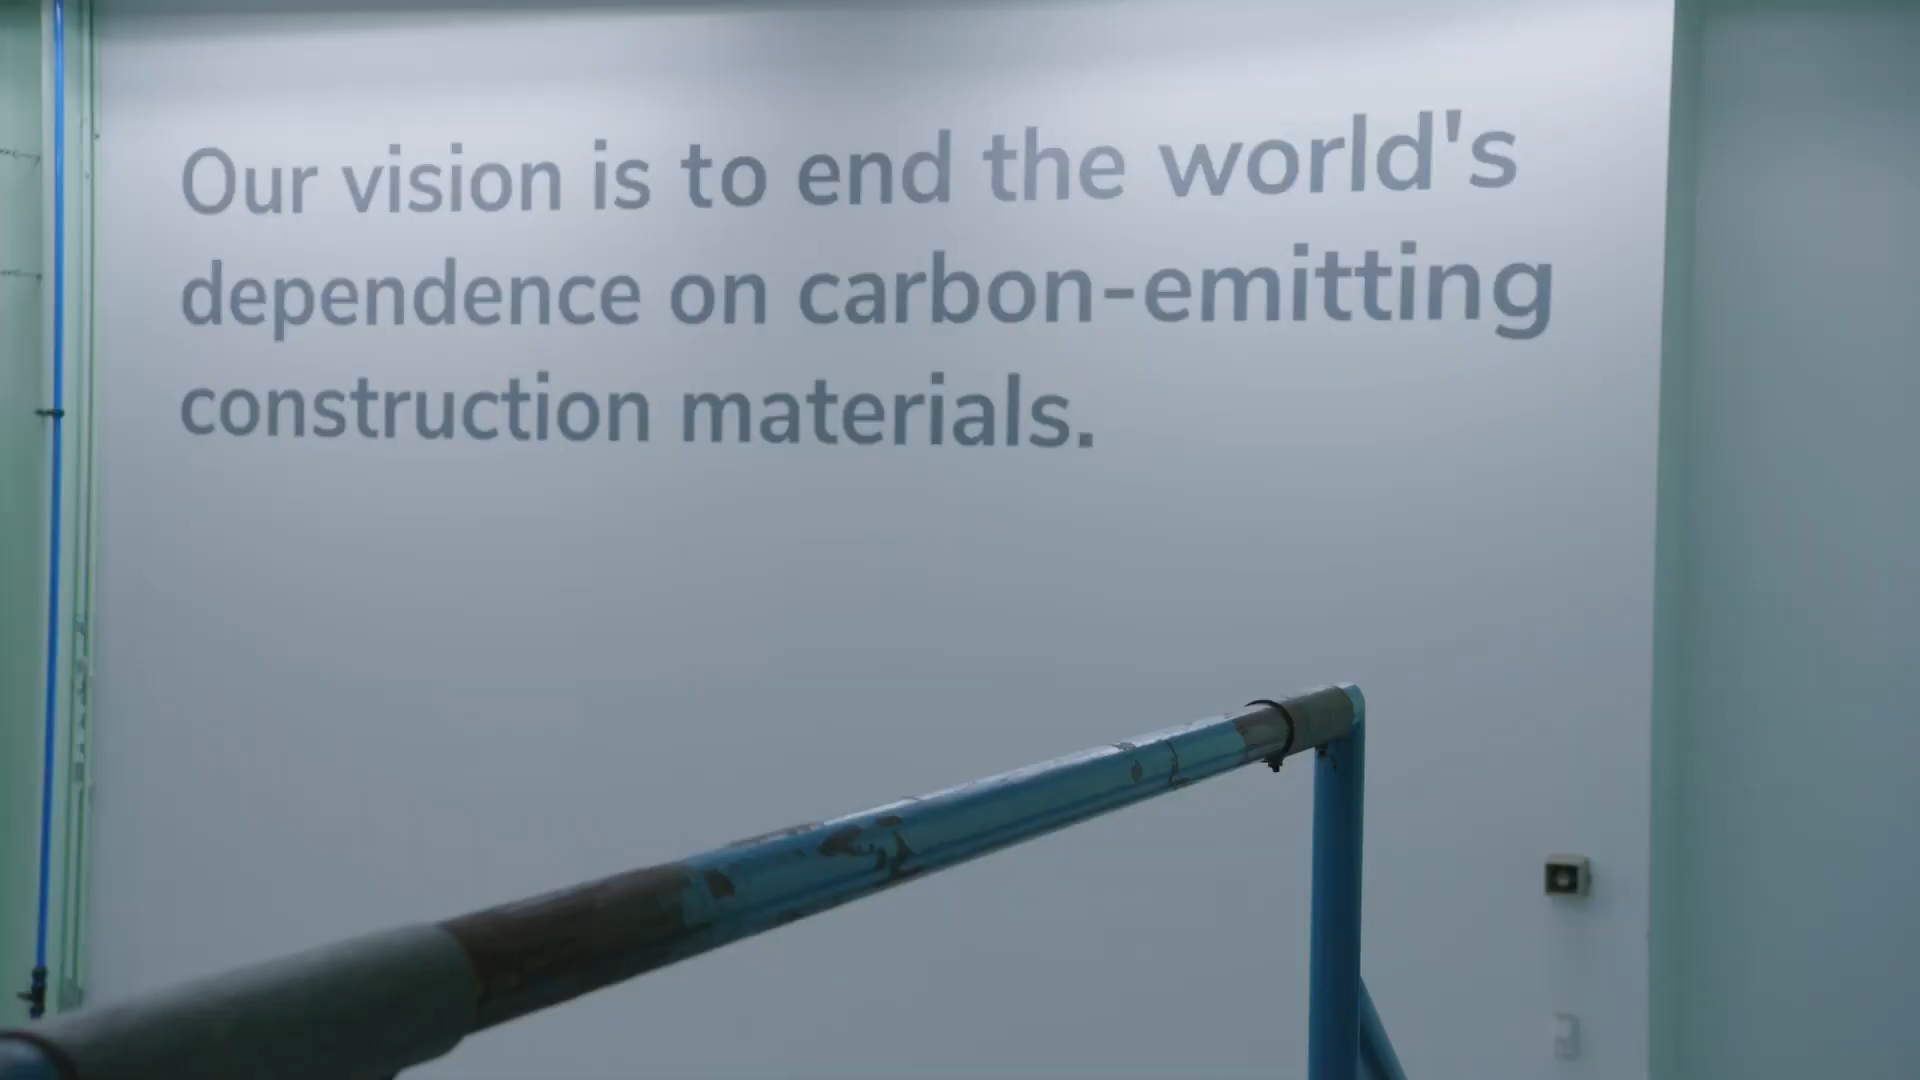 Our vision is to end the world's
dependence on carbon-emitting
construction materials.